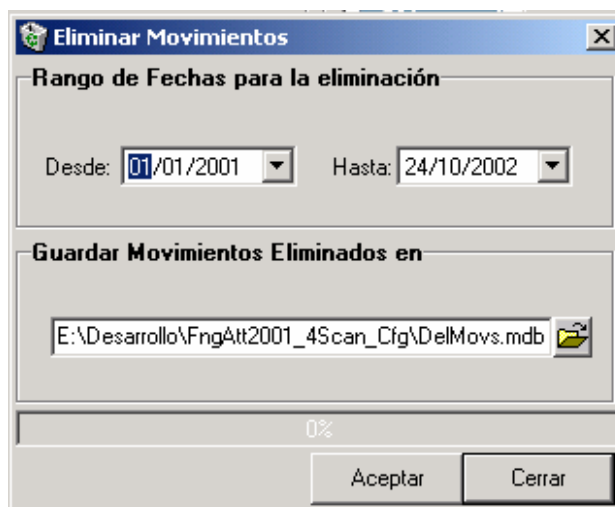 Eliminar Movimientos
Rango de Fechas para la eliminación
Desde: 01/01/2001 Hasta: 24/10/2002
Guardar Movimientos Eliminados en
E:\Desarrollo\FngAtt2001_4Scan_Cfg\DelMovs.mdb
0%
Aceptar Cerrar